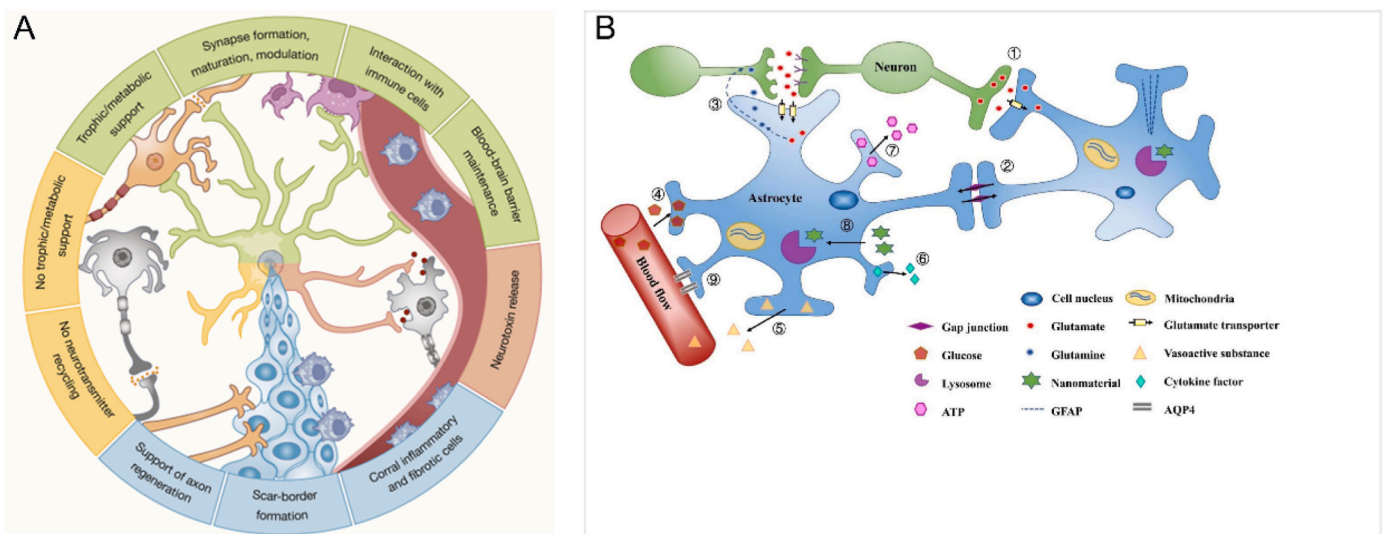 A
Synapse formation,
maturation, modulation
Interaction with
immune cells
Blood-brain barrier
maintenance
Neurotoxin release
Corral inflammatory
and fibrotic cells
Scar-border
formation
Support of axon
regeneration
No neurotransmitter
recycling
No trophic/metabolic
support
Trophic/metabolic
support
B
Neuron
①
③
⑦
②
④
Astrocyte
⑧
⑥
⑨
Blood flow
⑤
Cell nucleus
Mitochondria
Gap junction
Glutamate
Glutamate transporter
Glucose
Glutamine
Vasoactive substance
Lysosome
Nanomaterial
Cytokine factor
ATP
GFAP
AQP4